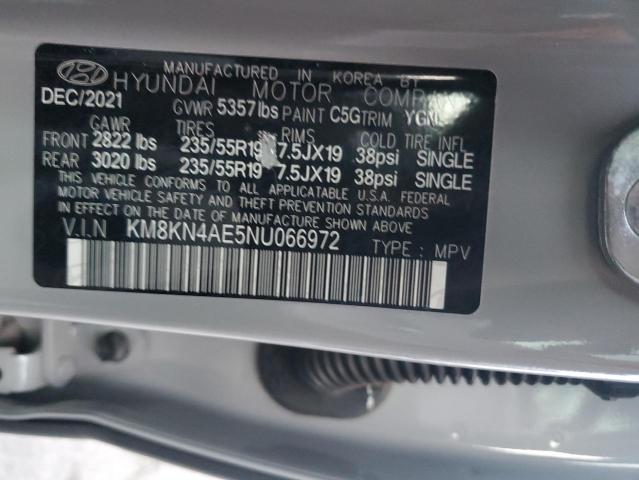 MANUFACTURED IN KOREA BY
HYUNDAI MOTOR COMPANY
DEC/2021 GVWR 5357lbs PAINT C5G TRIM
GAWR TIRES RIMS COLD TIRE INFL
FRONT 2822 lbs 235/55R19 7.5JX19 38psi SINGLE
REAR 3020 lbs 235/55R19 7.5JX19 38psi SINGLE
THIS VEHICLE CONFORMS TO ALL APPLICATABLE U.S.A. FEDERAL
MOTOR VEHICLE SAFETY AND THEFT PREVENTION STANDARDS
IN EFFECT ON THE DATE OF MANUFACTURE SHOWN ABOVE
V.I.N KM8KN4AE5NU066972 TYPE : MPV